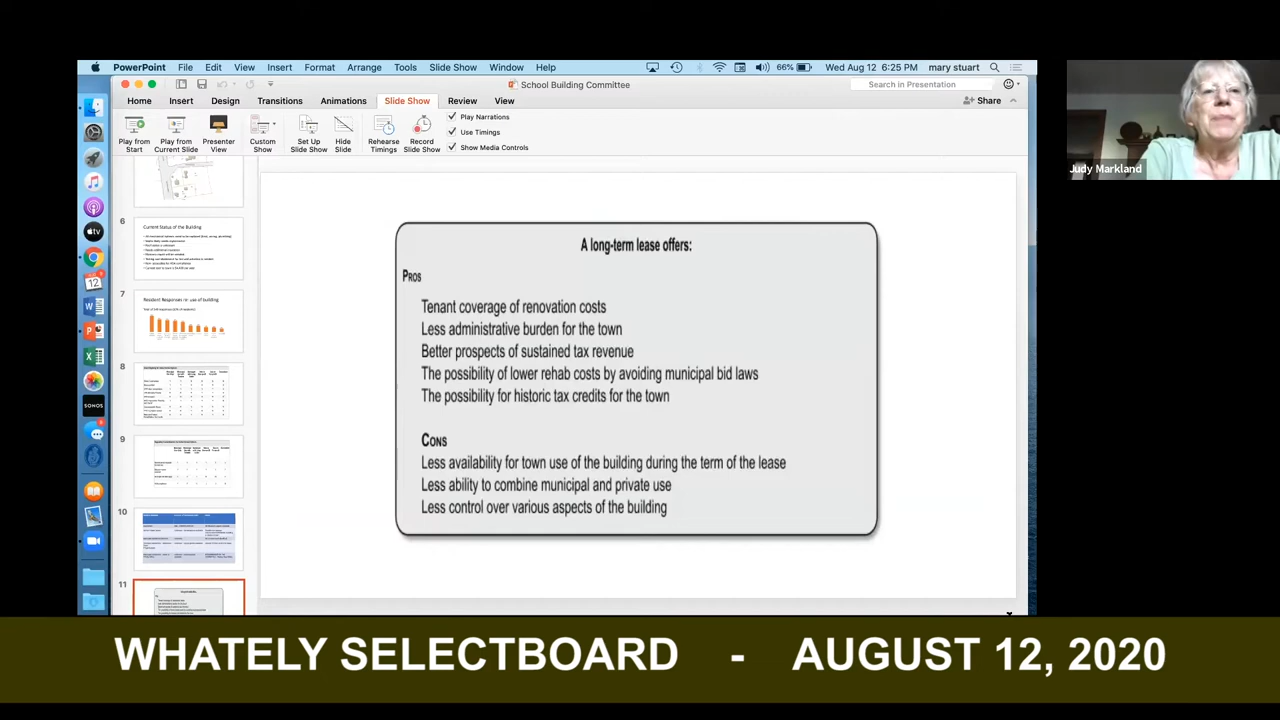 PowerPoint File Edit View Insert Format Arrange Tools Slide Show Window Help 66% Wed Aug 12 6:25 PM mary stuart
School Building Committee
Search in Presentation
Home Insert Design Transitions Animations Slide Show Review View Share
Play from Start
Play from Current Slide
Presenter View
Custom Show
Set Up Slide Show
Hide Slide
Rehearse Timings
Record Slide Show
Play Narrations
Use Timings
Show Media Controls
Judy Markland
6
Current Status of the Building
7
Resident Responses re: use of building
8
9
10
11
A long-term lease offers:
PROS
Tenant coverage of renovation costs
Less administrative burden for the town
Better prospects of sustained tax revenue
The possibility of lower rehab costs by avoiding municipal bid laws
The possibility for historic tax credits for the town
CONS
Less availability for town use of the building during the term of the lease
Less ability to combine municipal and private use
Less control over various aspects of the building
SONOS
WHATELY SELECTBOARD - AUGUST 12, 2020